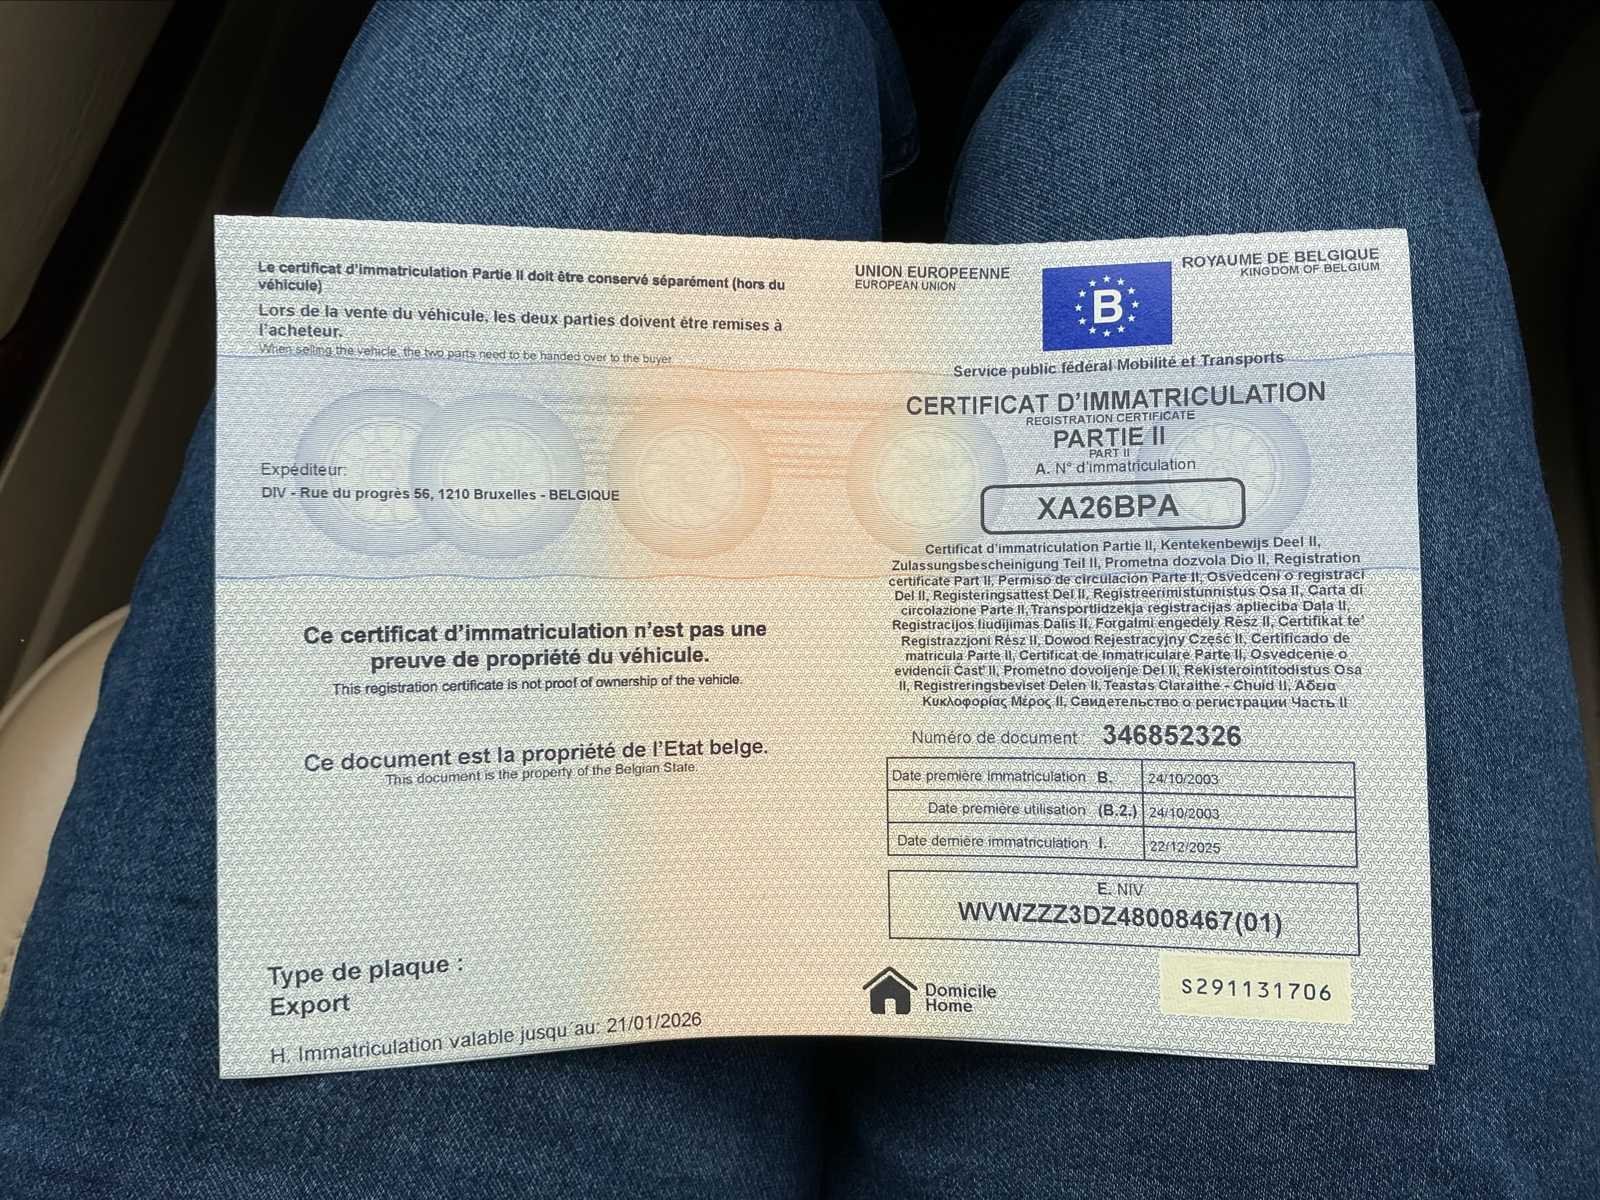 Le certificat d'immatriculation Partie II doit être conservé séparément (hors du
véhicule)
Lors de la vente du véhicule, les deux parties doivent être remises à
l'acheteur.
When selling the vehicle, the two parts need to be handed over to the buyer
Expéditeur:
DIV - Rue du progrès 56, 1210 Bruxelles - BELGIQUE
Ce certificat d'immatriculation n'est pas une
preuve de propriété du véhicule.
This registration certificate is not proof of ownership of the vehicle.
Ce document est la propriété de l'Etat belge.
This document is the property of the Belgian State.
Type de plaque :
Export
H. Immatriculation valable jusqu'au: 21/01/2026
UNION EUROPEENNE
EUROPEAN UNION
B
ROYAUME DE BELGIQUE
KINGDOM OF BELGIUM
Service public fédéral Mobilité et Transports
CERTIFICAT D'IMMATRICULATION
REGISTRATION CERTIFICATE
PARTIE II
PART II
A. N° d'immatriculation
XA26BPA
Certificat d'immatriculation Partie II, Kentekenbewijs Deel II,
Zulassungsbescheinigung Teil II, Prometna dozvola Dio II, Registration
certificate Part II, Permiso de circulacion Parte II, Osvedceni o registraci
Del II, Registeringsattest Del II, Registreerimistunnistus Osa II, Carta di
circolazione Parte II, Transportlidzekja registracijas aplieciba Dala II,
Registracijos liudijimas Dalis II, Forgalmi engedely Rész II, Certifikat te'
Registrazzjoni Rész II, Dowod Rejestracyjny Część II, Certificado de
matricula Parte II, Certificat de Inmatriculare Parte II, Osvedcenie o
evidencii Cast' II, Prometno dovoljenje Del II, Rekisterointitodistus Osa
II, Registreringsbeviset Delen II, Teastas Claraithe - Chuid II, Άδεια
Κυκλοφορίας Μέρος II, Свидетельство о регистрации Часть II
Numéro de document : 346852326
Date première immatriculation B. 24/10/2003
Date première utilisation (B.2.) 24/10/2003
Date dernière immatriculation I. 22/12/2025
E. NIV
WVWZZZ3DZ48008467(01)
Domicile
Home
S291131706